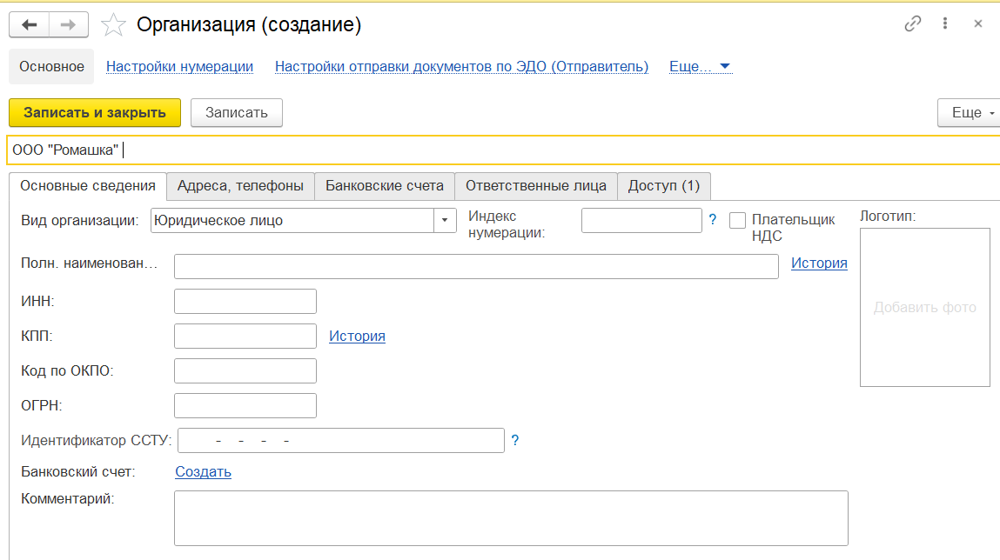 Организация (создание)
Основное Настройки нумерации Настройки отправки документов по ЭДО (Отправитель) Еще...
Записать и закрыть Записать Еще
ООО "Ромашка"
Основные сведения Адреса, телефоны Банковские счета Ответственные лица Доступ (1)
Вид организации: Юридическое лицо Индекс
нумерации: ? Плательщик
НДС
Логотип:
Полн. наименован... История
Добавить фото
ИНН:
КПП: История
Код по ОКПО:
ОГРН:
Идентификатор ССТУ: - - - - ?
Банковский счет: Создать
Комментарий: